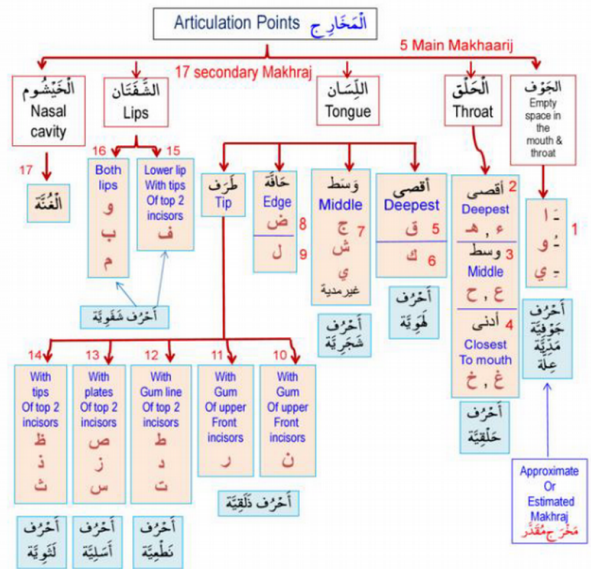 Articulation Points الْمَخَارِج
5 Main Makhaarij
17 secondary Makhraj
الْخَيْشُوم
Nasal
cavity
الشَّفَتَان
Lips
اللِّسَان
Tongue
الْحَلْق
Throat
الْجَوْف
Empty
space in
the
mouth &
throat
17
الْغُنَّة
16
Both
lips
و
ب
م
15
Lower lip
With tips
Of top 2
incisors
ف
أَحْرُف شَفَوِيَّة
طَرَف
Tip
حَافَّة
Edge
ض 8
ل 9
وَسَط
Middle
ج
ش
ي
7
غير مدية
أَحْرُف
شَجَرِيَّة
أقصى
Deepest
ق 5
ك 6
أَحْرُف
لَهَوِيَّة
أقصى 2
Deepest
ء , هـ
وسط 3
Middle
ع , ح
أدنى 4
Closest
To mouth
غ , خ
أَحْرُف
حَلْقِيَّة
ـَ ا
ـُ و
ـِ ي
1
أَحْرُف
جَوْفِيَّة
مَدِّيَّة
عِلَّة
Approximate
Or
Estimated
Makhraj
مَخْرَج مُقَدَّر
14
With
tips
Of top 2
incisors
ظ
ذ
ث
أَحْرُف
لَثَوِيَّة
13
With
plates
Of top 2
incisors
ص
ز
س
أَحْرُف
أَسَلِيَّة
12
With
Gum line
Of top 2
incisors
ط
د
ت
أَحْرُف
نَطْعِيَّة
11
With
Gum
Of upper
Front
incisors
ر
10
With
Gum
Of upper
Front
incisors
ن
أَحْرُف ذَلَقِيَّة